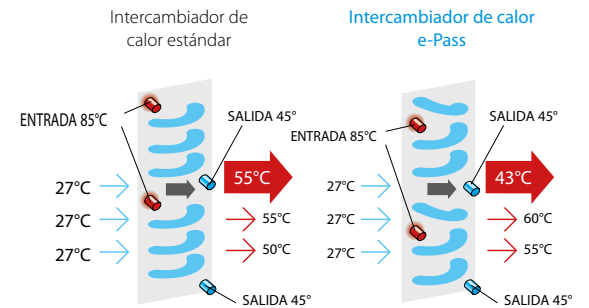 Intercambiador de
calor estándar
ENTRADA 85°C
SALIDA 45°
27°C
55°C
27°C
55°C
27°C
50°C
SALIDA 45°
Intercambiador de calor
e-Pass
SALIDA 45°
ENTRADA 85°C
27°C
43°C
27°C
60°C
27°C
55°C
SALIDA 45°